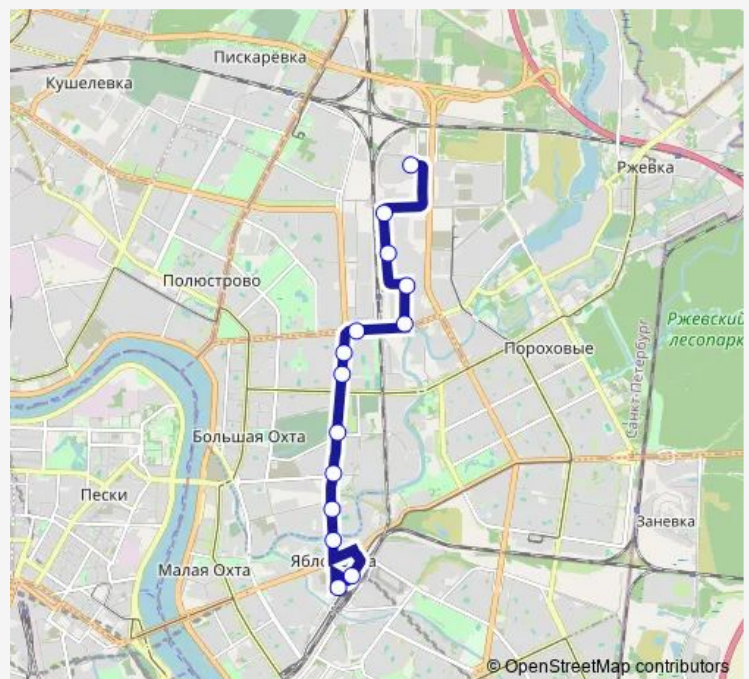 Пискарёвка
Кушелевка
Ржевка
Полюстрово
Ржевский
лесопарк
Пороховые
Санкт-Петербург
Большая Охта
Пески
Заневка
Малая Охта
© OpenStreetMap contributors